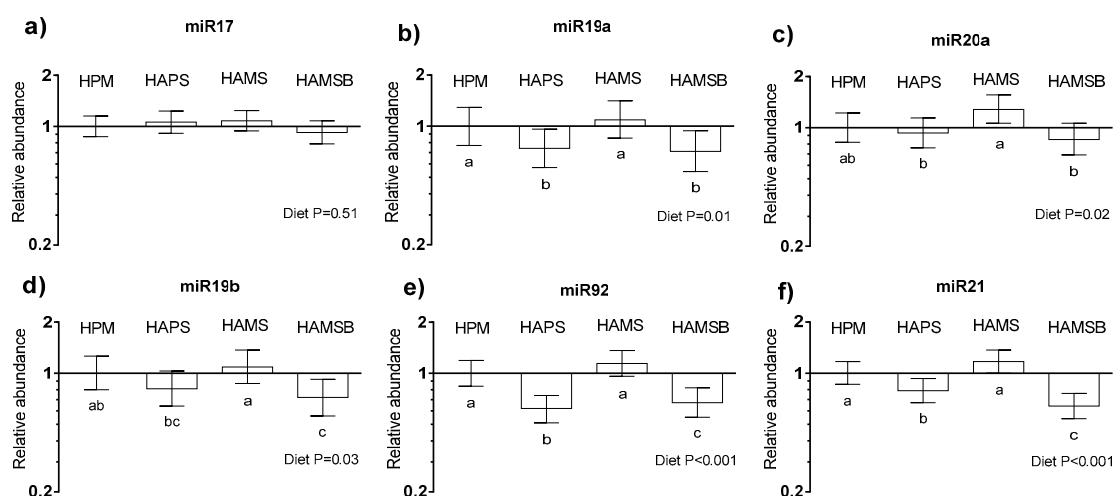 a)
miR17
Relative abundance
2
1
0.2
HPM HAPS HAMS HAMSB
Diet P=0.51
b)
miR19a
Relative abundance
2
1
0.2
HPM HAPS HAMS HAMSB
a b a b
Diet P=0.01
c)
miR20a
Relative abundance
2
1
0.2
HPM HAPS HAMS HAMSB
ab b a b
Diet P=0.02
d)
miR19b
Relative abundance
2
1
0.2
HPM HAPS HAMS HAMSB
ab bc a c
Diet P=0.03
e)
miR92
Relative abundance
2
1
0.2
HPM HAPS HAMS HAMSB
a b a c
Diet P<0.001
f)
miR21
Relative abundance
2
1
0.2
HPM HAPS HAMS HAMSB
a b a c
Diet P<0.001